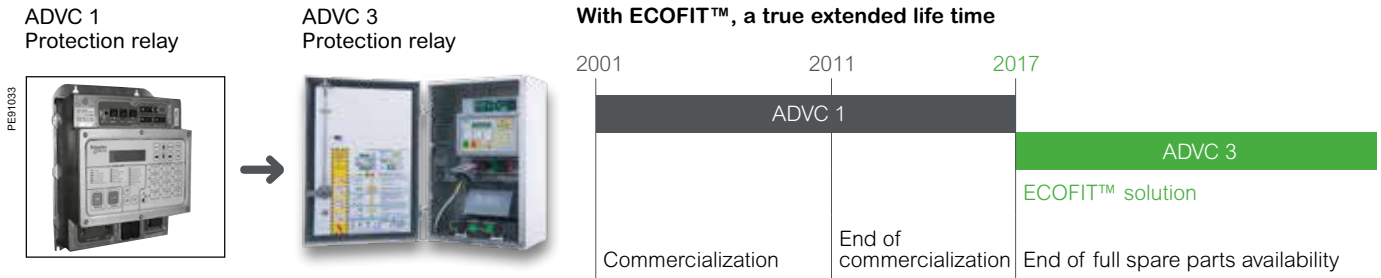 ADVC 1
Protection relay
PE91033
ADVC 3
Protection relay
With ECOFIT™, a true extended life time
2001
2011
2017
ADVC 1
ADVC 3
ECOFIT™ solution
Commercialization
End of
commercialization
End of full spare parts availability